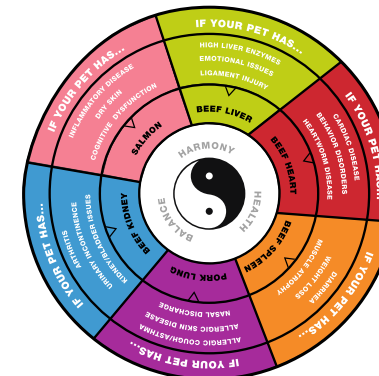 IF YOUR PET HAS...
HIGH LIVER ENZYMES
EMOTIONAL ISSUES
LIGAMENT INJURY
BEEF LIVER
IF YOUR PET HAS...
CARDIAC DISEASE
BEHAVIOR DISORDERS
HEARTWORM DISEASE
BEEF HEART
IF YOUR PET HAS...
DIARRHEA
WEIGHT LOSS
MUSCLE ATROPHY
BEEF SPLEEN
IF YOUR PET HAS...
ALLERGIC COUGH/ASTHMA
ALLERGIC SKIN DISEASE
NASAL DISCHARGE
PORK LUNG
IF YOUR PET HAS...
ARTHRITIS
URINARY INCONTINENCE
KIDNEY/BLADDER ISSUES
BEEF KIDNEY
IF YOUR PET HAS...
INFLAMMATORY DISEASE
DRY SKIN
COGNITIVE DYSFUNCTION
SALMON
HARMONY
HEALTH
BALANCE